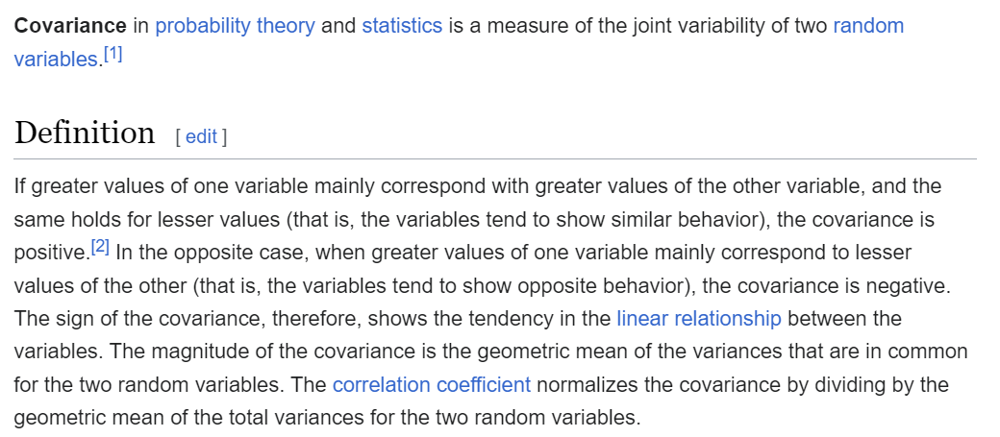 Covariance in probability theory and statistics is a measure of the joint variability of two random
variables.[1]
Definition [ edit ]
If greater values of one variable mainly correspond with greater values of the other variable, and the
same holds for lesser values (that is, the variables tend to show similar behavior), the covariance is
positive.[2] In the opposite case, when greater values of one variable mainly correspond to lesser
values of the other (that is, the variables tend to show opposite behavior), the covariance is negative.
The sign of the covariance, therefore, shows the tendency in the linear relationship between the
variables. The magnitude of the covariance is the geometric mean of the variances that are in common
for the two random variables. The correlation coefficient normalizes the covariance by dividing by the
geometric mean of the total variances for the two random variables.